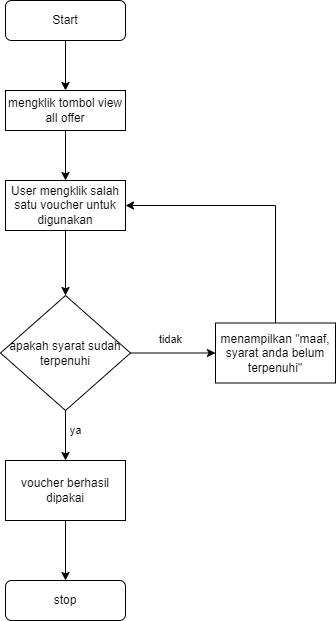 Start
mengklik tombol view
all offer
User mengklik salah
satu voucher untuk
digunakan
apakah syarat sudah
terpenuhi
tidak
menampilkan "maaf,
syarat anda belum
terpenuhi"
ya
voucher berhasil
dipakai
stop